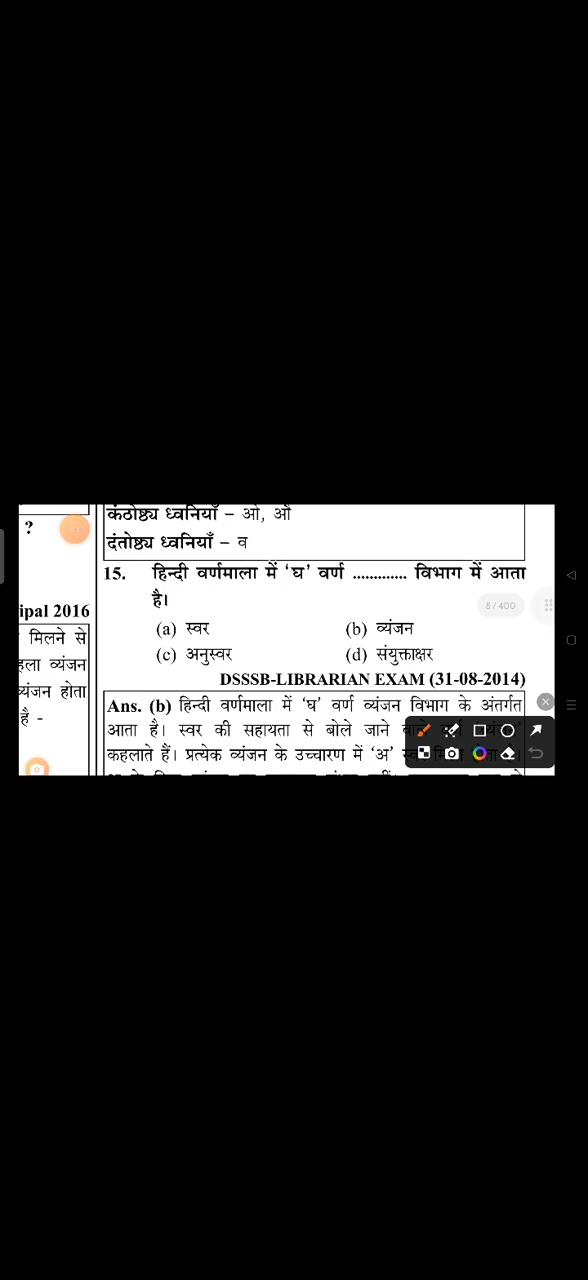 ?
ipal 2016
मिलने से
हला व्यंजन
यंजन होता
है -
कंठोष्ठ्य ध्वनियाँ – ओ, औ
दंतोष्ठ्य ध्वनियाँ – व
15. हिन्दी वर्णमाला में ‘घ’ वर्ण ............. विभाग में आता
है।
8 / 400
(a) स्वर (b) व्यंजन
(c) अनुस्वर (d) संयुक्ताक्षर
DSSSB-LIBRARIAN EXAM (31-08-2014)
Ans. (b) हिन्दी वर्णमाला में ‘घ’ वर्ण व्यंजन विभाग के अंतर्गत
आता है। स्वर की सहायता से बोले जाने
कहलाते हैं। प्रत्येक व्यंजन के उच्चारण में ‘अ’